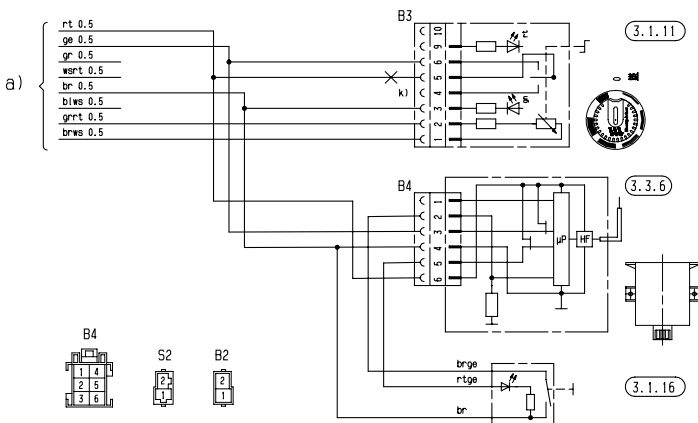 B3
rt 0.5
ge 0.5
gr 0.5
wsrt 0.5
br 0.5
blws 0.5
grrt 0.5
brws 0.5
a)
k)
10
9
6
5
4
3
2
1
3.1.11
B4
1
2
3
4
5
6
µP
HF
3.3.6
brge
rtge
br
3.1.16
B4
1 4
2 5
3 6
S2
2
1
B2
2
1